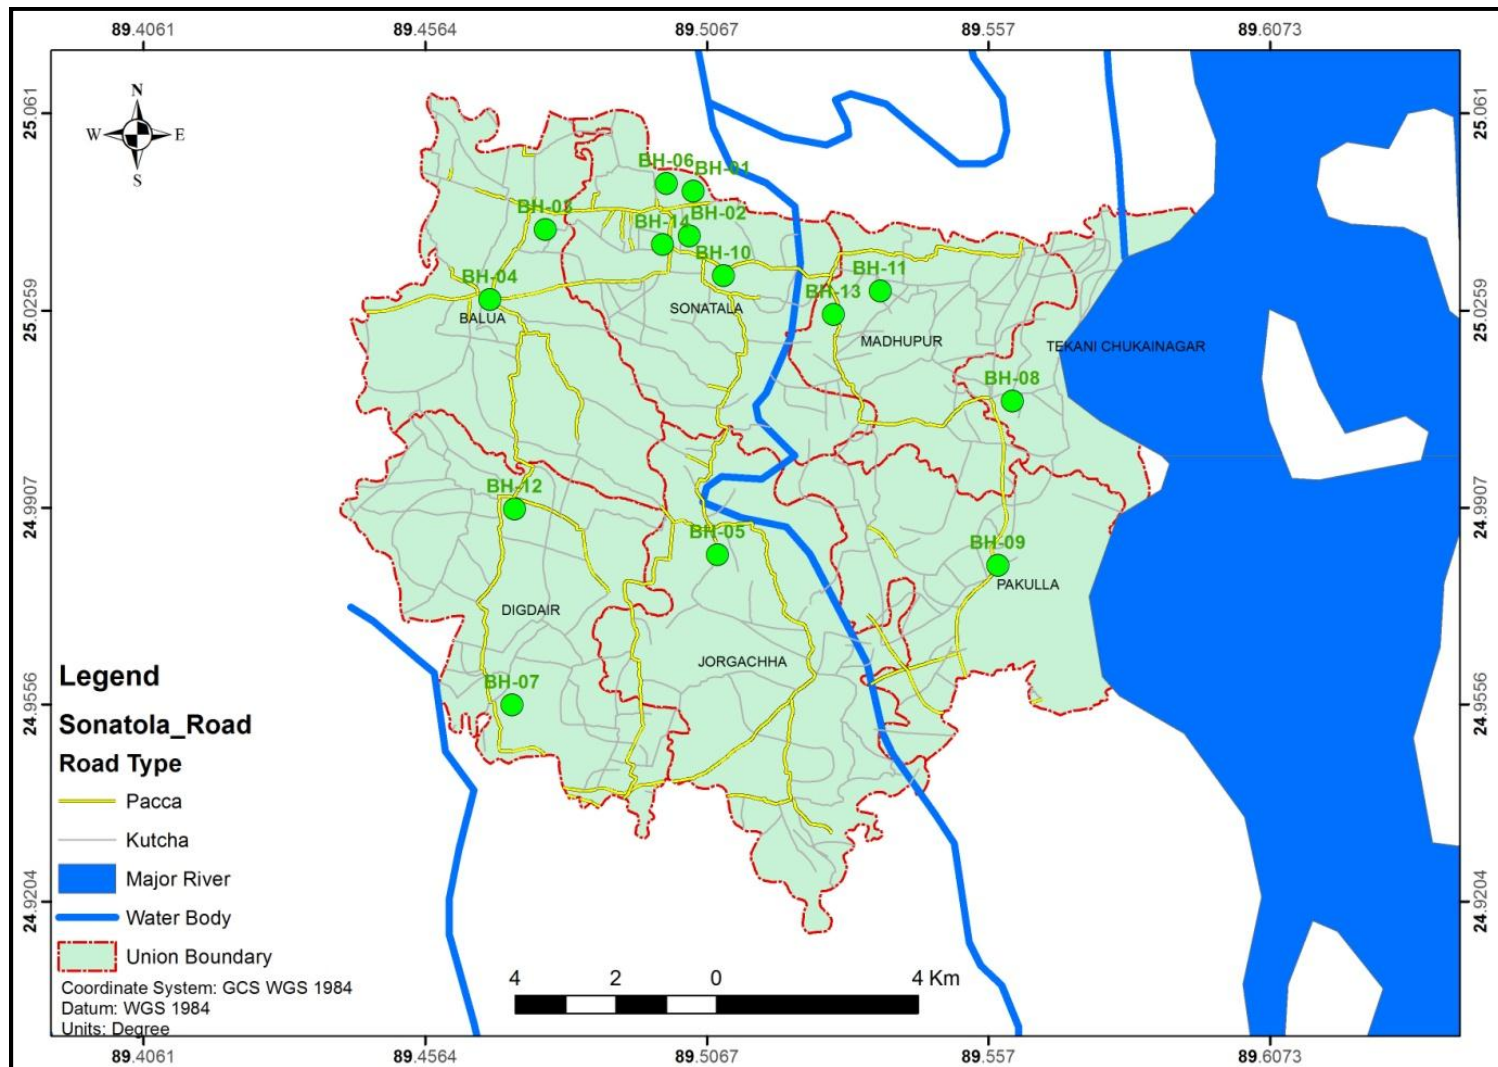 89.4061 89.4564 89.5067 89.557 89.6073
25.061 25.061
N
W E
S
BH-06
BH-01
BH-03
BH-02
BH-14
BH-10
BH-11
BH-04
BH-13
25.0259 25.0259
SONATALA
BALUA
MADHUPUR
TEKANI CHUKAINAGAR
BH-08
BH-12
24.9907 24.9907
BH-05
BH-09
PAKULLA
DIGDAIR
JORGACHHA
BH-07
24.9556 24.9556
Legend
Sonatola_Road
Road Type
Pacca
Kutcha
Major River
24.9204 24.9204
Water Body
Union Boundary
4 2 0 4 Km
Coordinate System: GCS WGS 1984
Datum: WGS 1984
Units: Degree
89.4061 89.4564 89.5067 89.557 89.6073